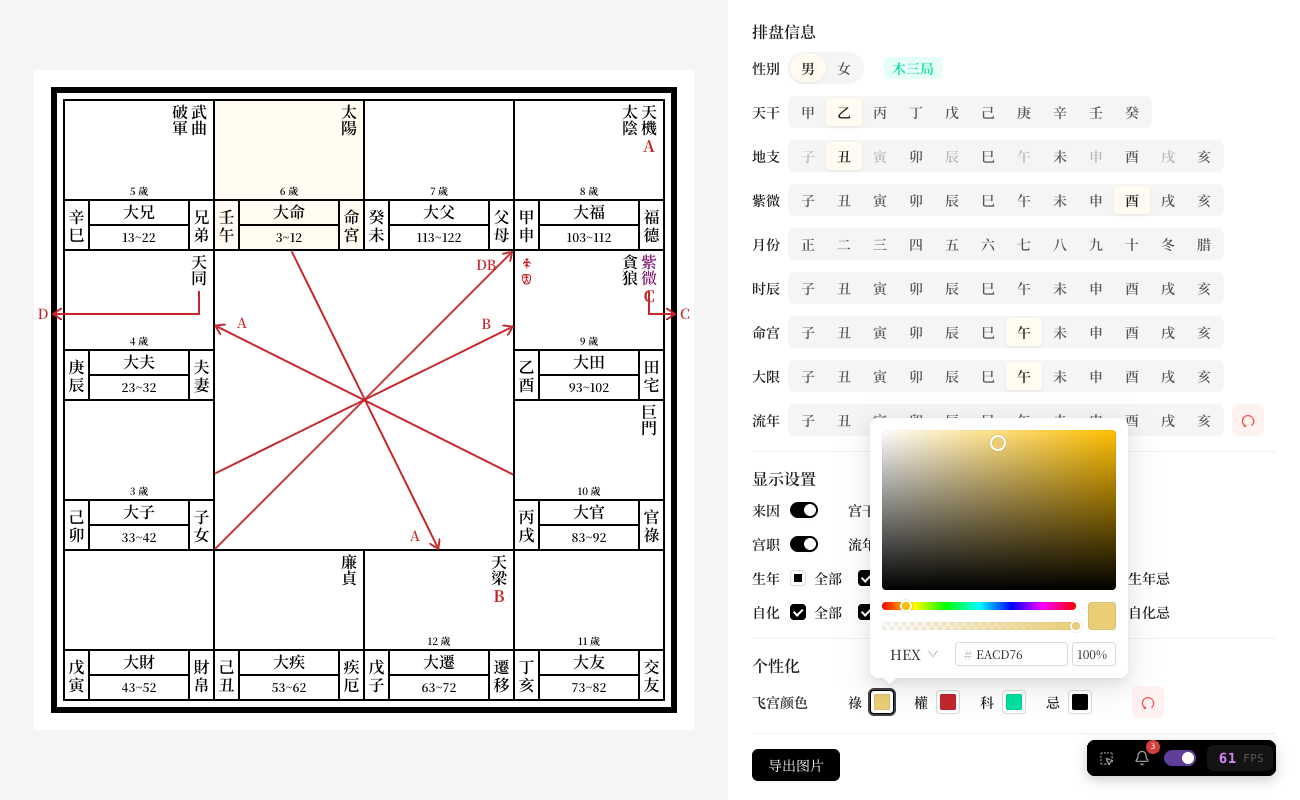 武曲
破軍
5 歲
辛巳
大兄
13~22
兄弟
太陽
6 歲
壬午
大命
3~12
命宮
7 歲
癸未
大父
113~122
父母
天機
A
太陰
8 歲
甲申
大福
103~112
福德
天同
D
4 歲
庚辰
大夫
23~32
夫妻
紫微
C
貪狼
C
9 歲
乙酉
大田
93~102
田宅
DB
A
B
A
3 歲
己卯
大子
33~42
子女
巨門
10 歲
丙戌
大官
83~92
官祿
戊寅
大財
43~52
財帛
廉貞
己丑
大疾
53~62
疾厄
天梁
B
12 歲
戊子
大遷
63~72
遷移
11 歲
丁亥
大友
73~82
交友
排盘信息
性别 男 女 木三局
天干 甲 乙 丙 丁 戊 己 庚 辛 壬 癸
地支 子 丑 寅 卯 辰 巳 午 未 申 酉 戌 亥
紫微 子 丑 寅 卯 辰 巳 午 未 申 酉 戌 亥
月份 正 二 三 四 五 六 七 八 九 十 冬 腊
时辰 子 丑 寅 卯 辰 巳 午 未 申 酉 戌 亥
命宫 子 丑 寅 卯 辰 巳 午 未 申 酉 戌 亥
大限 子 丑 寅 卯 辰 巳 午 未 申 酉 戌 亥
流年 子 丑 寅 卯 辰 巳 午 未 申 酉 戌 亥
显示设置
来因 宫干
宫职 流年
生年 全部 生年忌
自化 全部 自化忌
HEX # EACD76 100%
个性化
飞宫颜色 祿 權 科 忌
导出图片
3
61 FPS